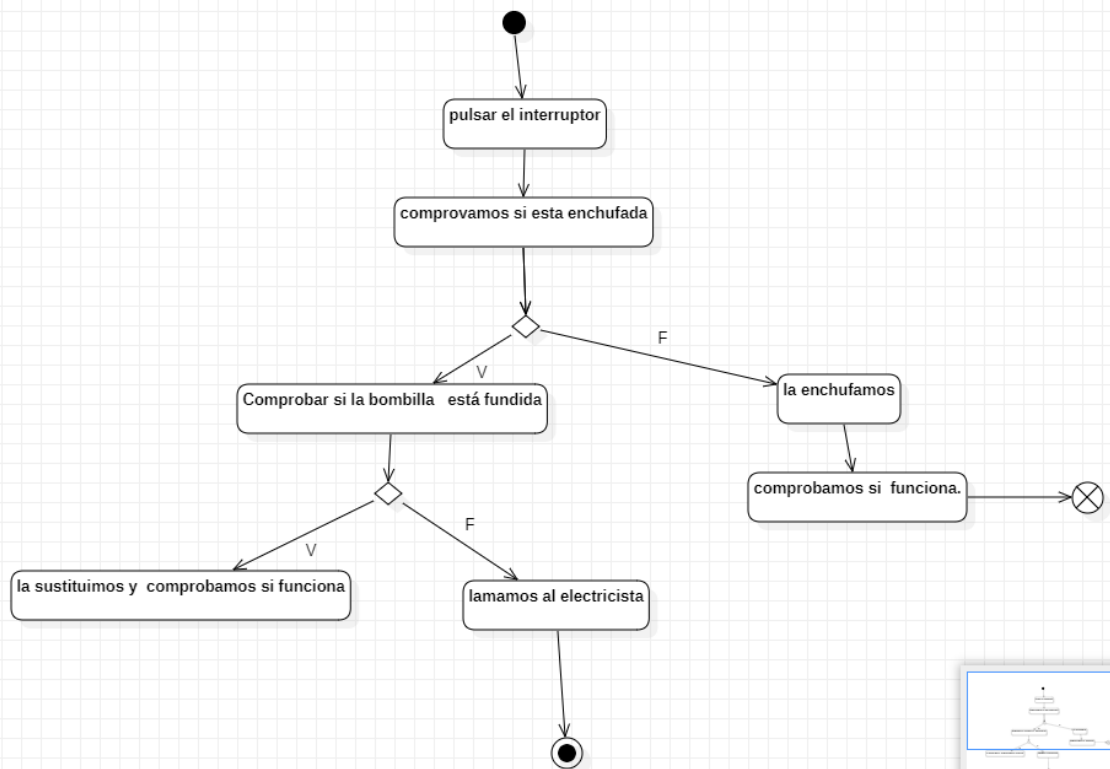 pulsar el interruptor
comprovamos si esta enchufada
F
V
Comprobar si la bombilla está fundida
la enchufamos
comprobamos si funciona.
F
V
la sustituimos y comprobamos si funciona
lamamos al electricista